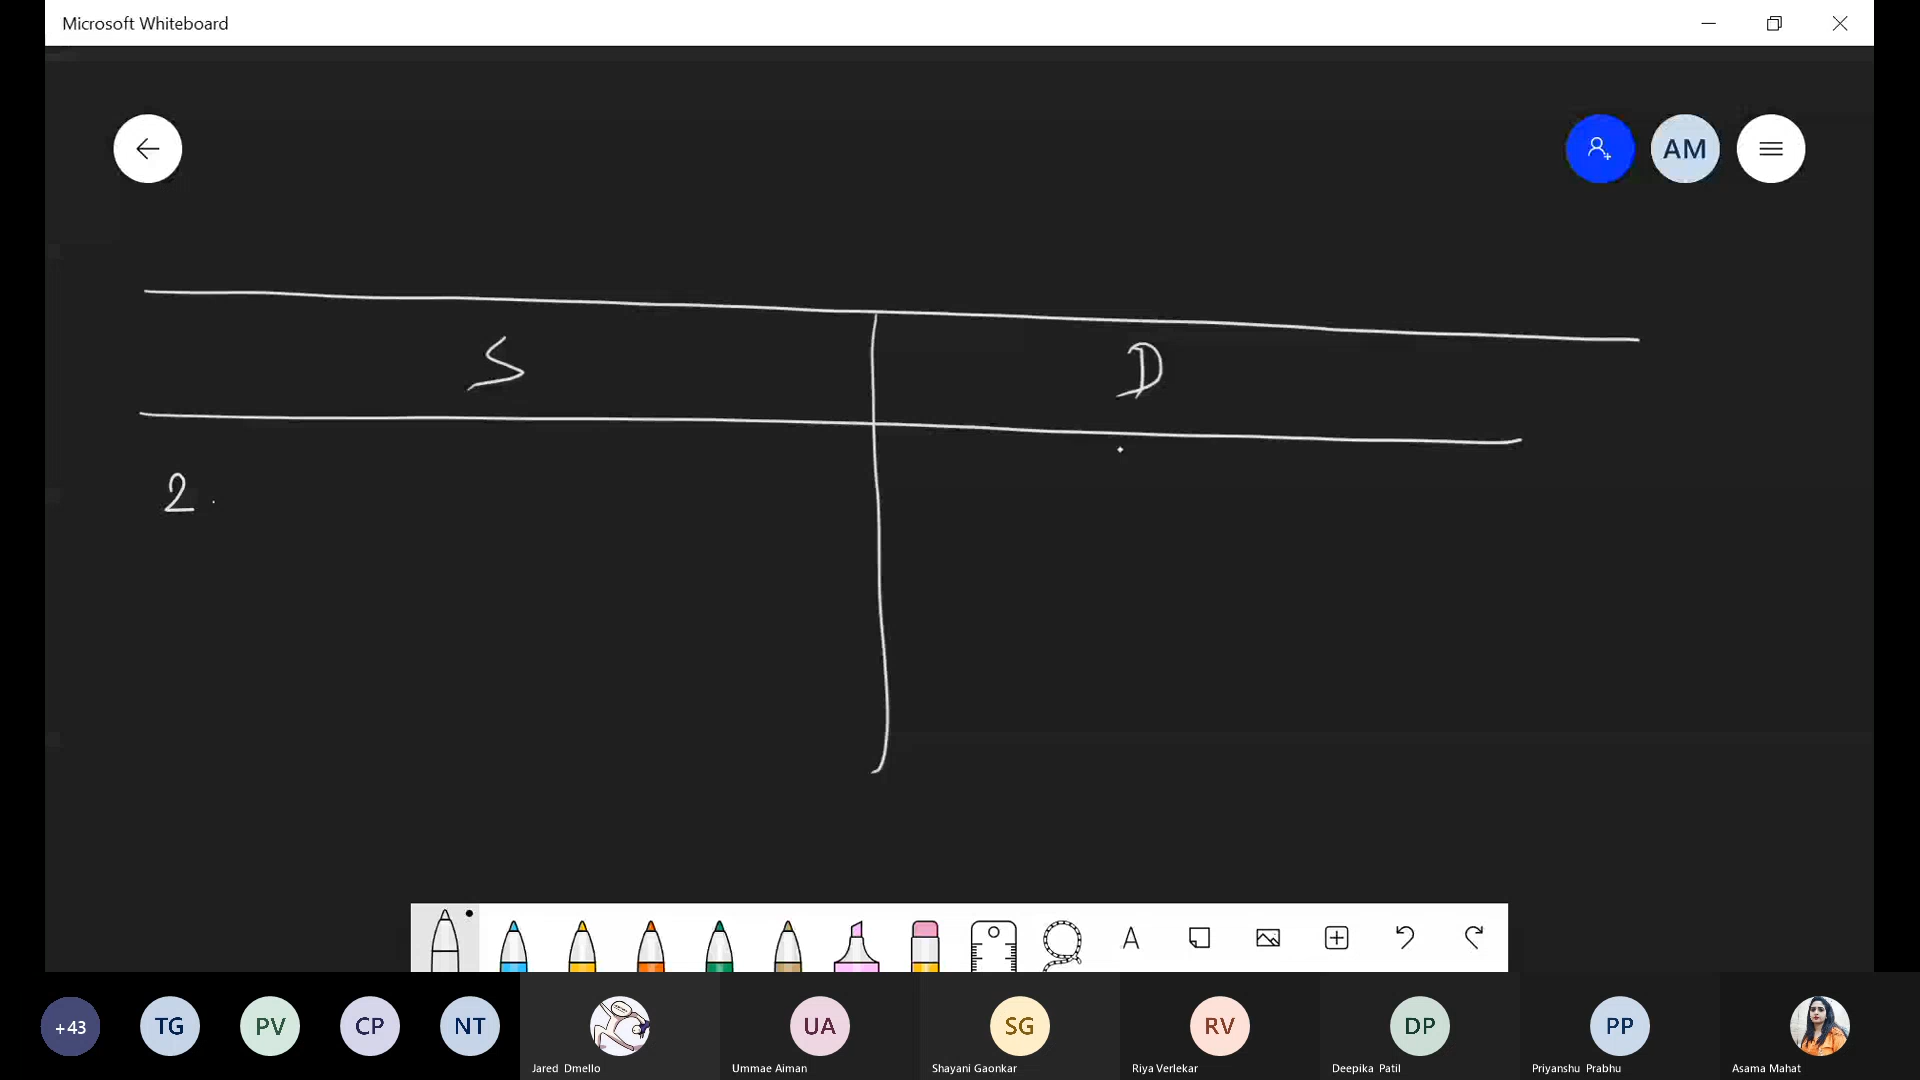 Microsoft Whiteboard
AM
S D
2.
A
+43 TG PV CP NT UA SG RV DP PP
Jared Dmello Ummae Aiman Shayani Gaonkar Riya Verlekar Deepika Patil Priyanshu Prabhu Asama Mahat